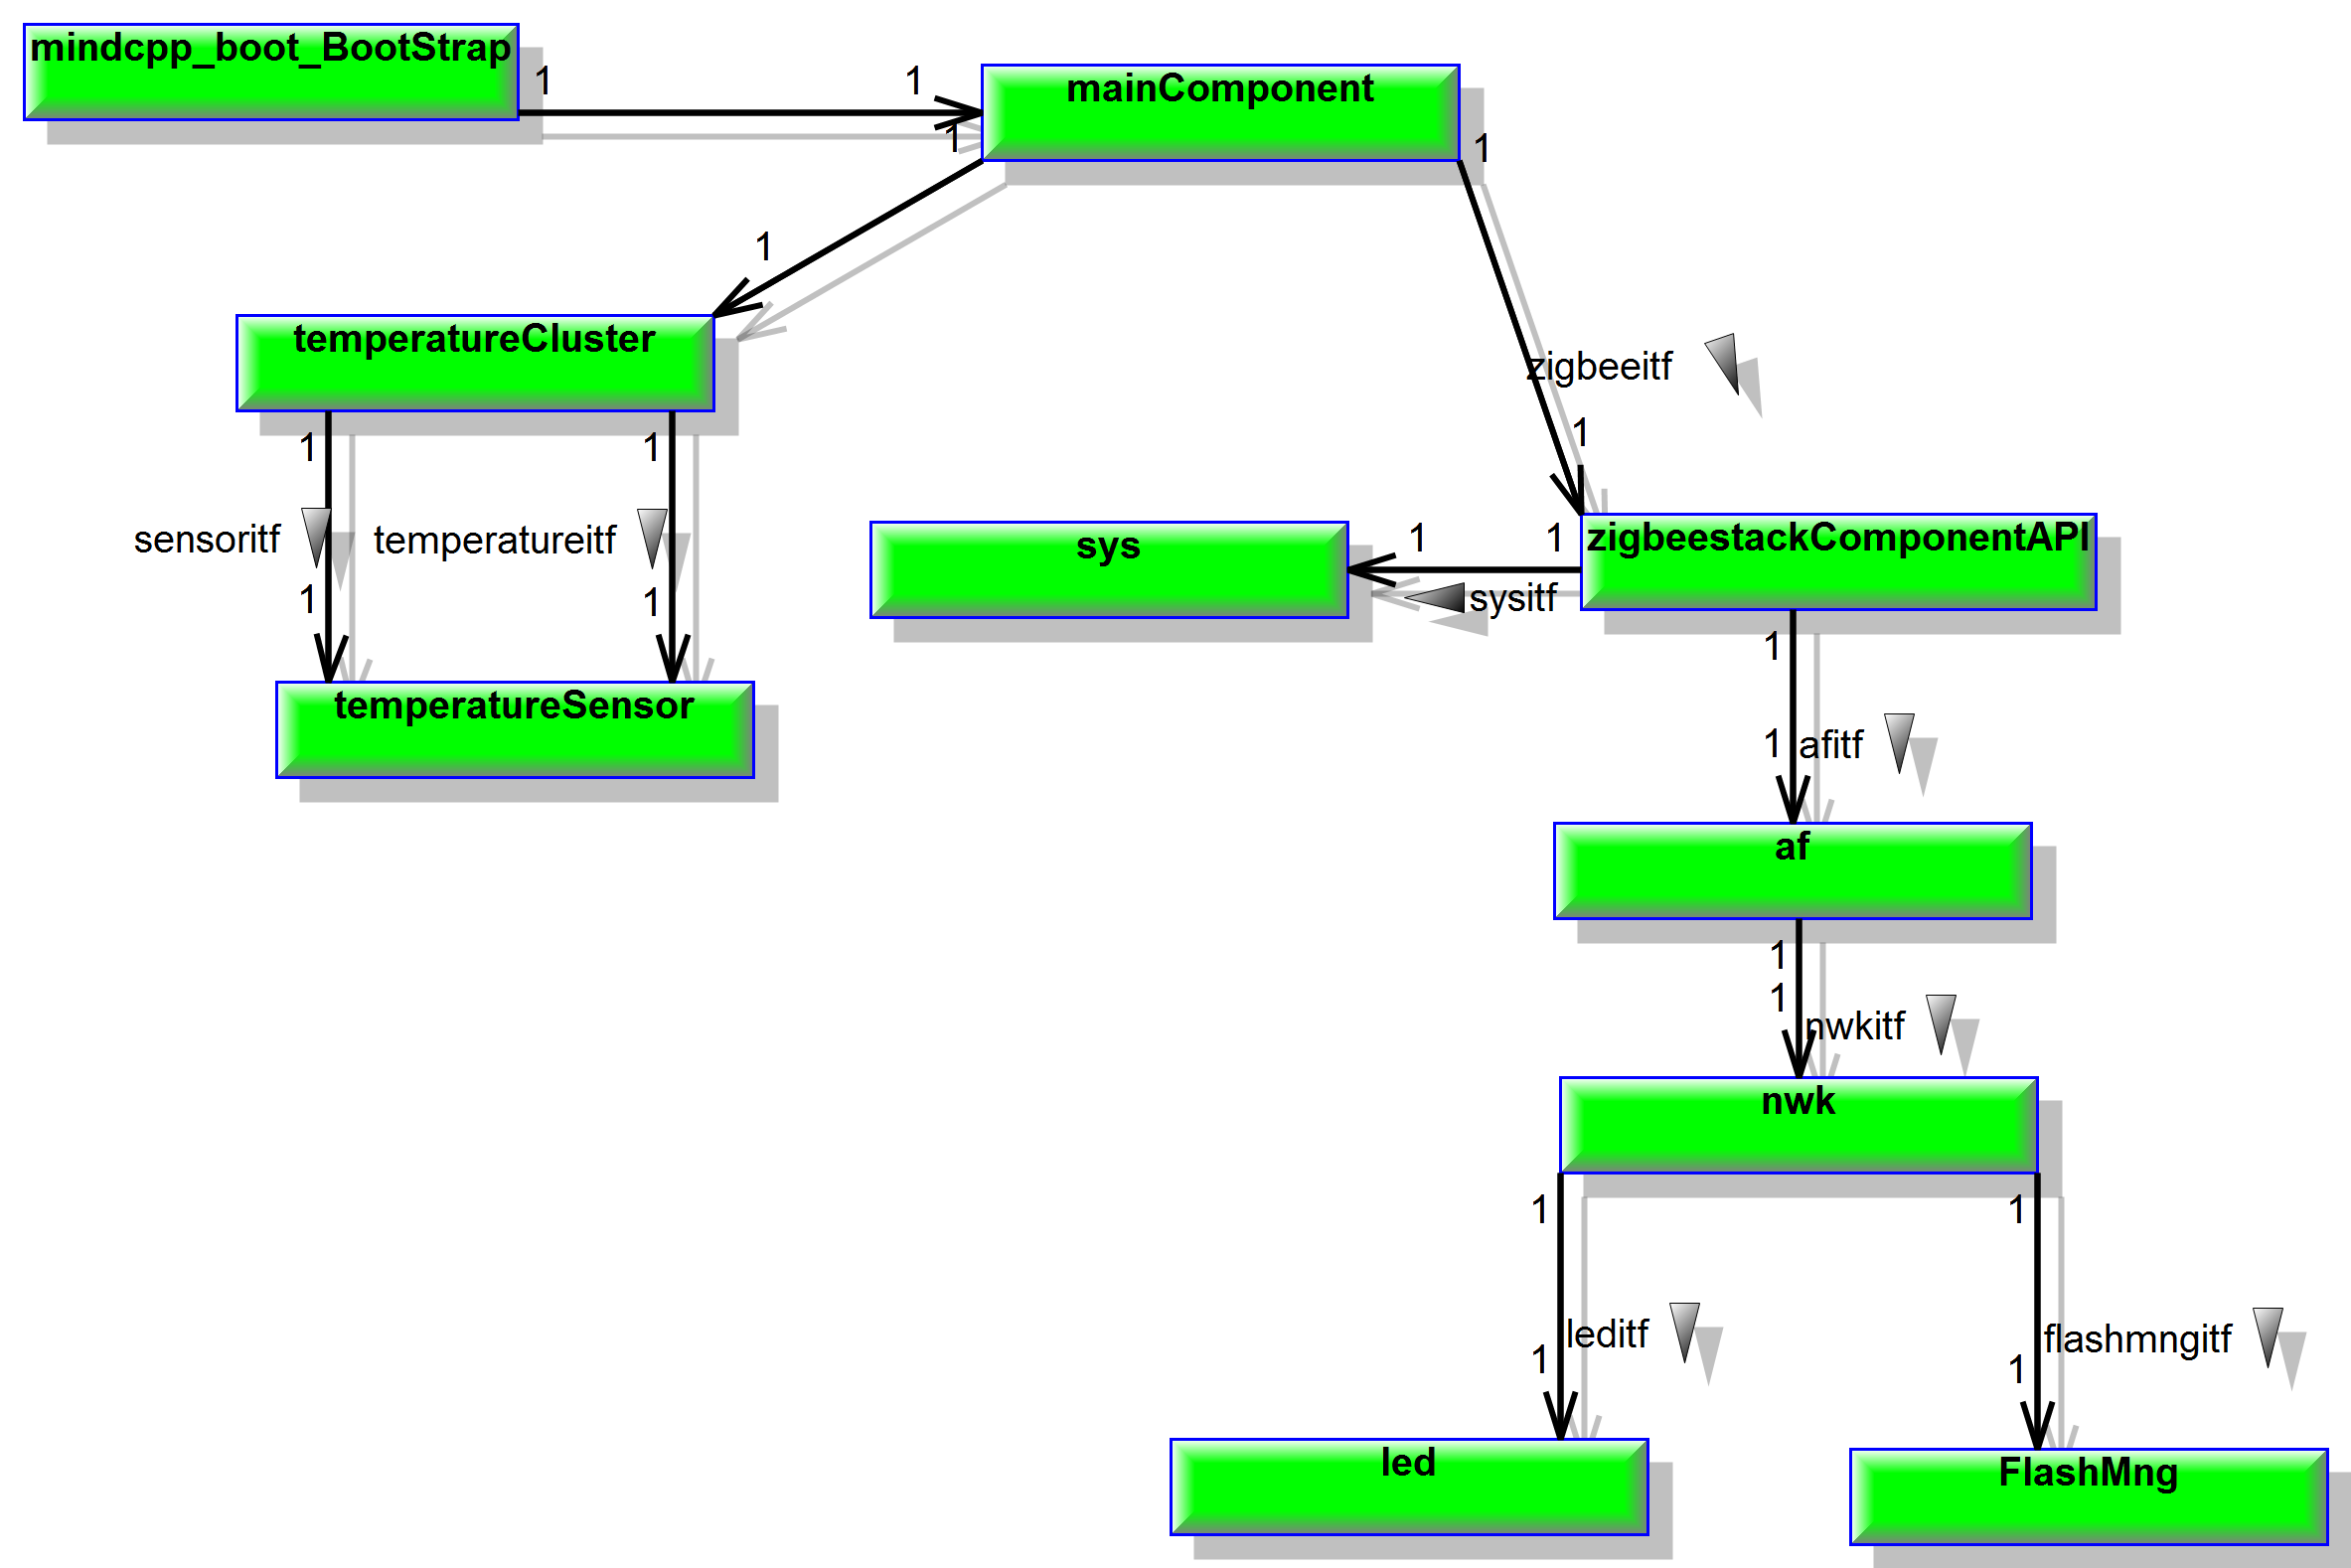 mindcpp_boot_BootStrap
1
1
mainComponent
1
1
1
temperatureCluster
zigbeeitf
1
1
1
sensoritf
temperatureitf
1
1
sys
1
1
zigbeestackComponentAPI
sysitf
temperatureSensor
1
1
afitf
af
1
1
nwkitf
nwk
1
1
leditf
flashmngitf
1
1
led
FlashMng